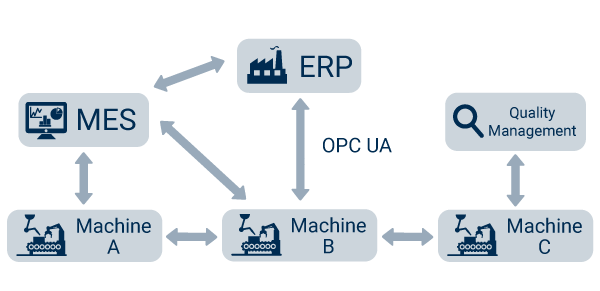 ERP
MES
Quality
Management
OPC UA
Machine
A
Machine
B
Machine
C